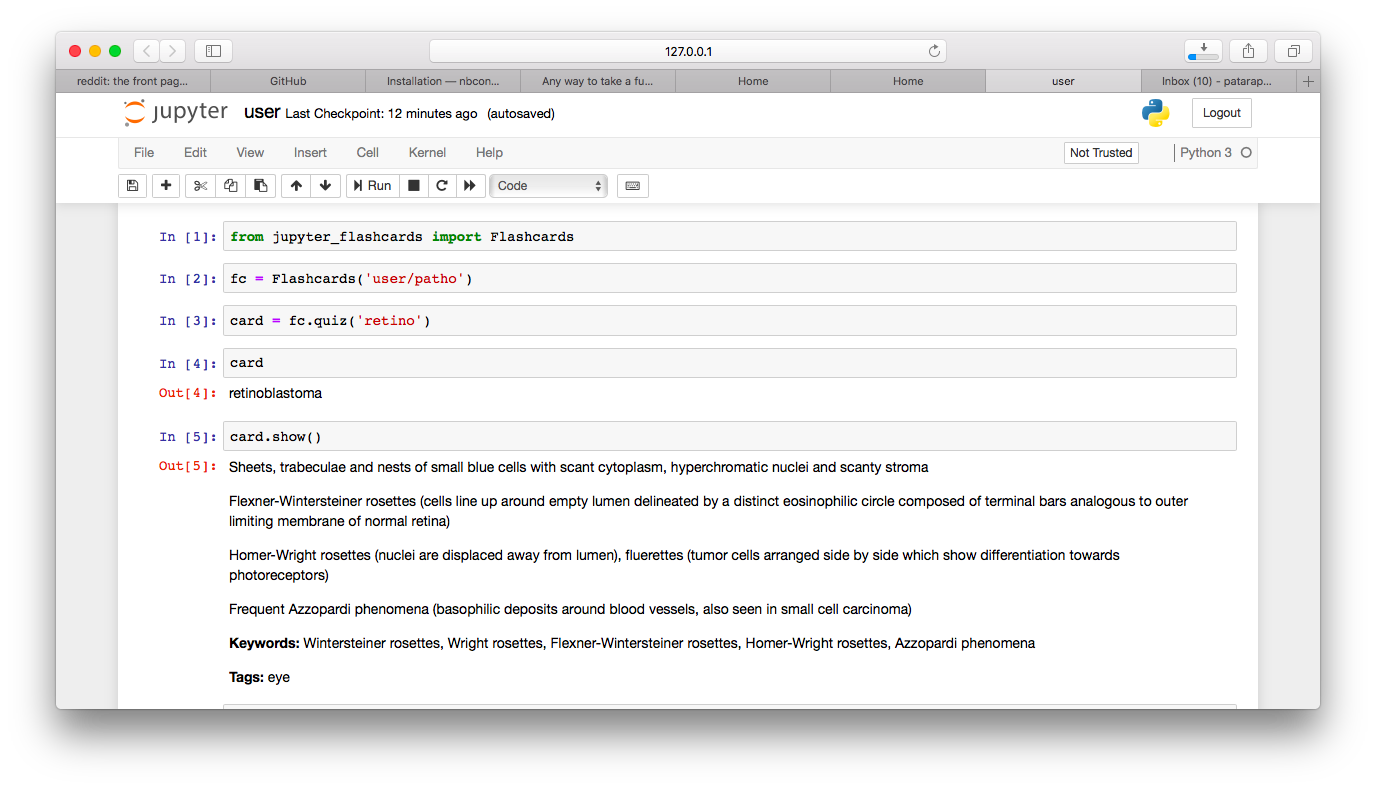 127.0.0.1
reddit: the front pag...
GitHub
Installation — nbcon...
Any way to take a fu...
Home
Home
user
Inbox (10) - patarap...
jupyter user Last Checkpoint: 12 minutes ago (autosaved)
Logout
File Edit View Insert Cell Kernel Help
Not Trusted
Python 3
Run
Code
In [1]: from jupyter_flashcards import Flashcards
In [2]: fc = Flashcards('user/patho')
In [3]: card = fc.quiz('retino')
In [4]: card
Out[4]: retinoblastoma
In [5]: card.show()
Out[5]: Sheets, trabeculae and nests of small blue cells with scant cytoplasm, hyperchromatic nuclei and scanty stroma
Flexner-Wintersteiner rosettes (cells line up around empty lumen delineated by a distinct eosinophilic circle composed of terminal bars analogous to outer
limiting membrane of normal retina)
Homer-Wright rosettes (nuclei are displaced away from lumen), fluerettes (tumor cells arranged side by side which show differentiation towards
photoreceptors)
Frequent Azzopardi phenomena (basophilic deposits around blood vessels, also seen in small cell carcinoma)
Keywords: Wintersteiner rosettes, Wright rosettes, Flexner-Wintersteiner rosettes, Homer-Wright rosettes, Azzopardi phenomena
Tags: eye